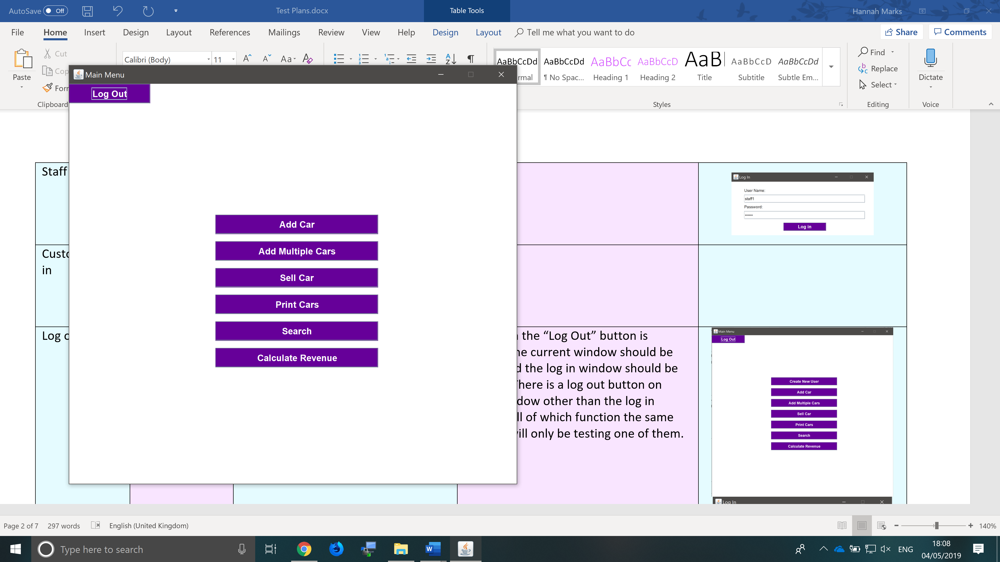 AutoSave Off Test Plans.docx Table Tools Hannah Marks
File Home Insert Design Layout References Mailings Review View Help Design Layout Tell me what you want to do Share Comments
Paste
Cut
Cop
Forn
Clipboard
Calibri (Body) 11
AaBbCcDd AaBbCcDd AaBbCc AaBbCcD AaB AaBbCcD AaBbCcDd
rmal ¶ No Spac... Heading 1 Heading 2 Title Subtitle Subtle Em...
Styles
Find
Replace
Select
Editing
Dictate
Voice
Main Menu
Log Out
Add Car
Add Multiple Cars
Sell Car
Print Cars
Search
Calculate Revenue
Staff
Log In
User Name:
staff1
Password:
Log in
Custo
in
Log o
the “Log Out” button is
he current window should be
d the log in window should be
There is a log out button on
dow other than the log in
ll of which function the same
will only be testing one of them.
Main Menu
Log Out
Create New User
Add Car
Add Multiple Cars
Sell Car
Print Cars
Search
Calculate Revenue
Log In
Page 2 of 7 297 words English (United Kingdom) 140%
Type here to search
ENG
18:08
04/05/2019